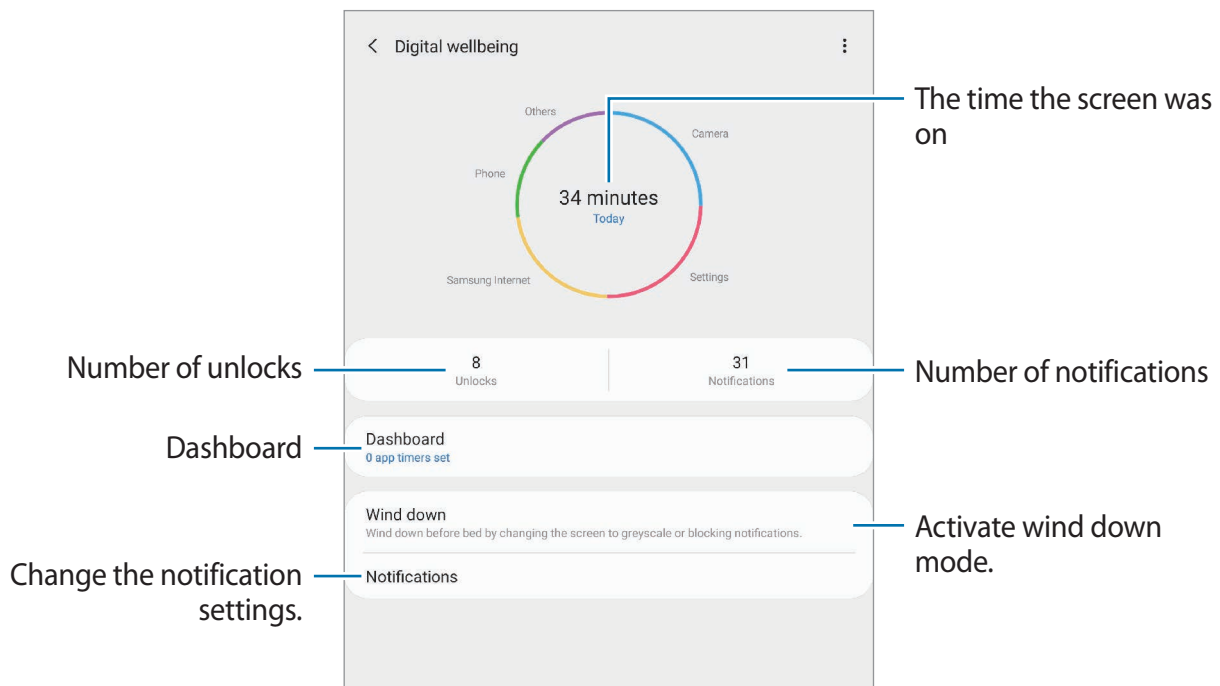 Digital wellbeing
The time the screen was
on
Others
Camera
Phone
34 minutes
Today
Samsung Internet
Settings
Number of unlocks
8
Unlocks
31
Notifications
Number of notifications
Dashboard
Dashboard
0 app timers set
Wind down
Wind down before bed by changing the screen to greyscale or blocking notifications.
Activate wind down
mode.
Change the notification
settings.
Notifications